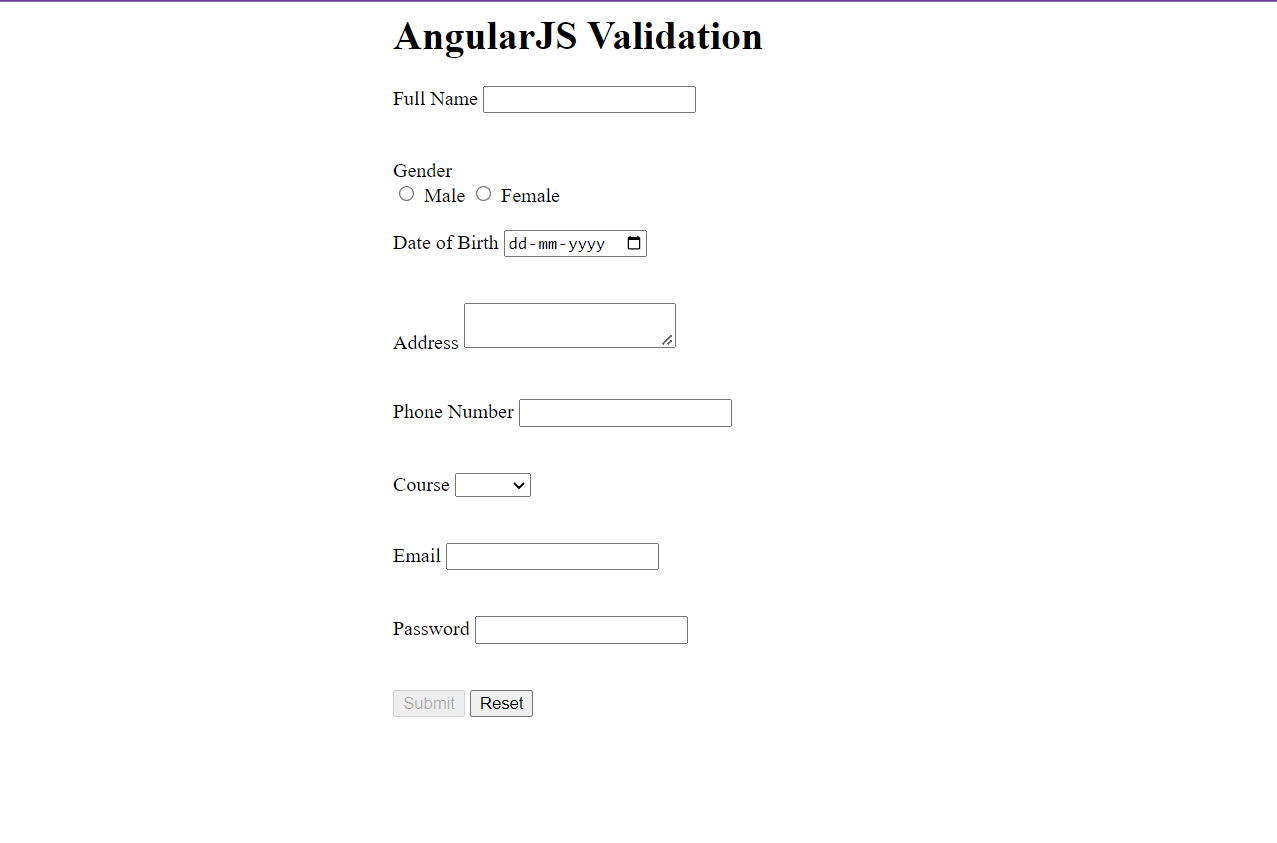 AngularJS Validation
Full Name
Gender
Male Female
Date of Birth dd-mm-yyyy
Address
Phone Number
Course
Email
Password
Submit Reset